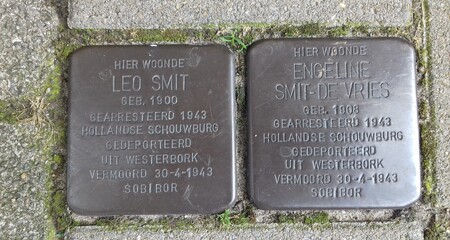 HIER WOONDE
LEO SMIT
GEB. 1900
GEARRESTEERD 1943
HOLLANDSE SCHOUWBURG
GEDEPORTEERD
UIT WESTERBORK
VERMOORD 30-4-1943
SOBIBOR
HIER WOONDE
ENGELINE
SMIT-DE VRIES
GEB.
GEARRESTEERD 1943
HOLLANDSE SCHOUWBURG
GEDEPORTEERD
UIT WESTERBORK
VERMOORD 30-4-1943
SOBIBOR